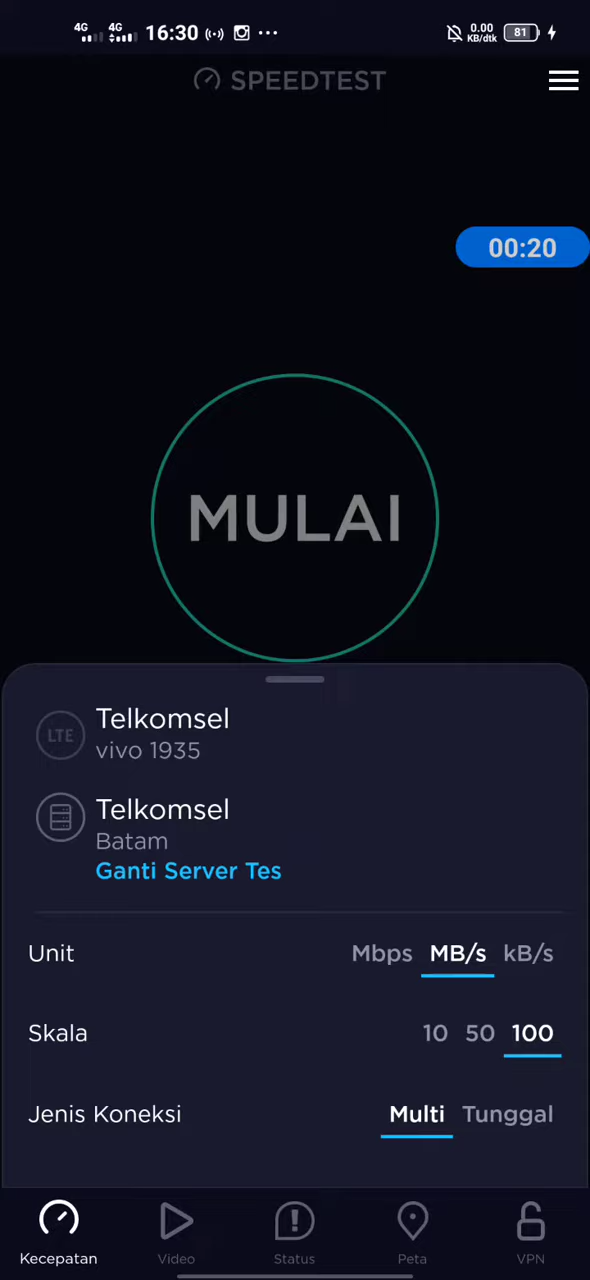 4G 4G 16:30 0.00 KB/dtk 81
SPEEDTEST
00:20
MULAI
LTE Telkomsel
vivo 1935
Telkomsel
Batam
Ganti Server Tes
Unit Mbps MB/s kB/s
Skala 10 50 100
Jenis Koneksi Multi Tunggal
Kecepatan Video Status Peta VPN